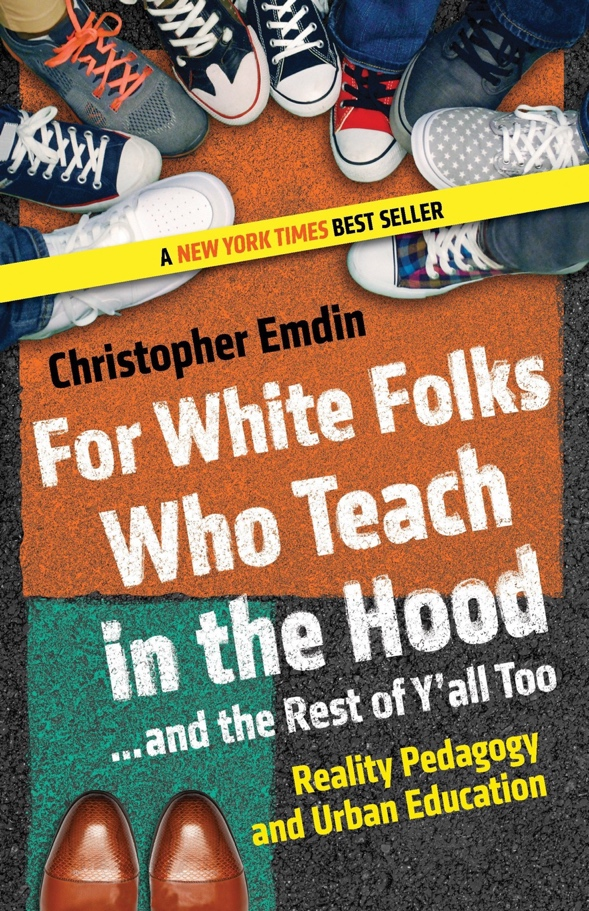 A NEW YORK TIMES BEST SELLER
Christopher Emdin
For White Folks
Who Teach
in the Hood
...and the Rest of Y'all Too
Reality Pedagogy
and Urban Education